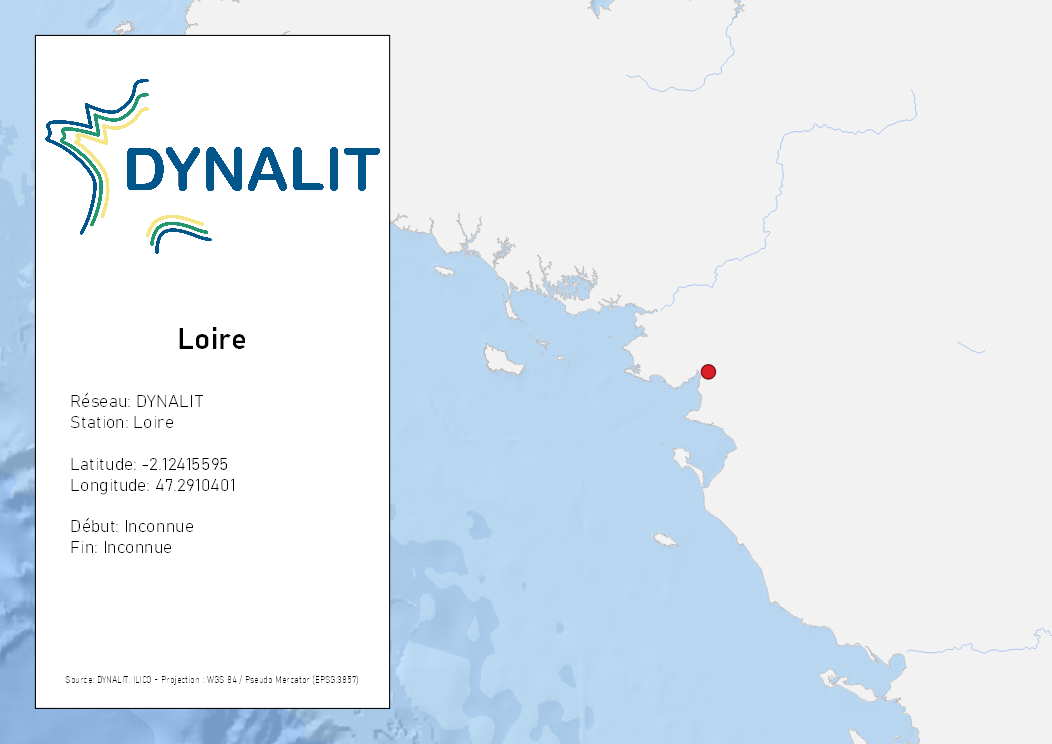 DYNALIT
Loire
Réseau: DYNALIT
Station: Loire
Latitude: -2.12415595
Longitude: 47.2910401
Début: Inconnue
Fin: Inconnue
Source: DYNALIT, ILICO - Projection : WGS 84 / Pseudo Mercator (EPSG:3857)